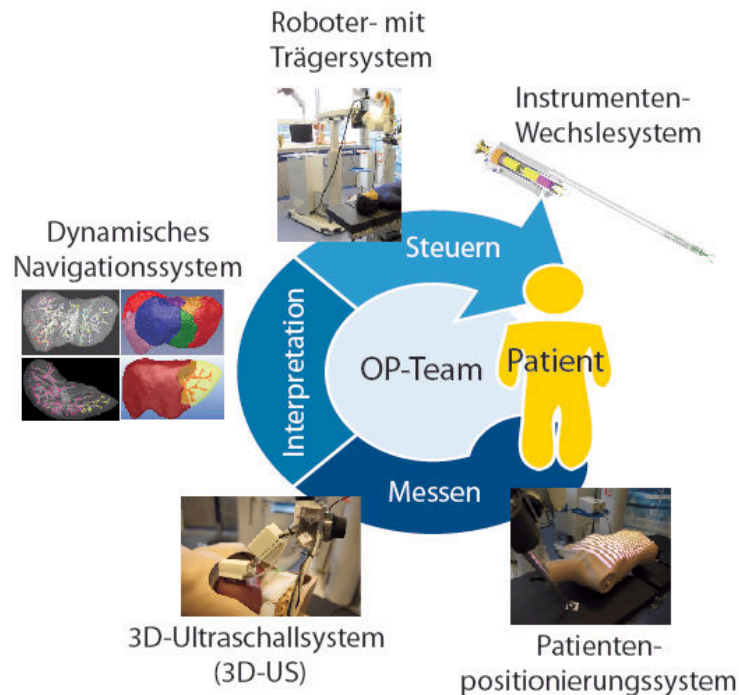 Roboter- mit
Trägersystem
Instrumenten-
Wechslesystem
Dynamisches
Navigationssystem
Steuern
Interpretation
OP-Team
Patient
Messen
3D-Ultraschallsystem
(3D-US)
Patienten-
positionierungssystem